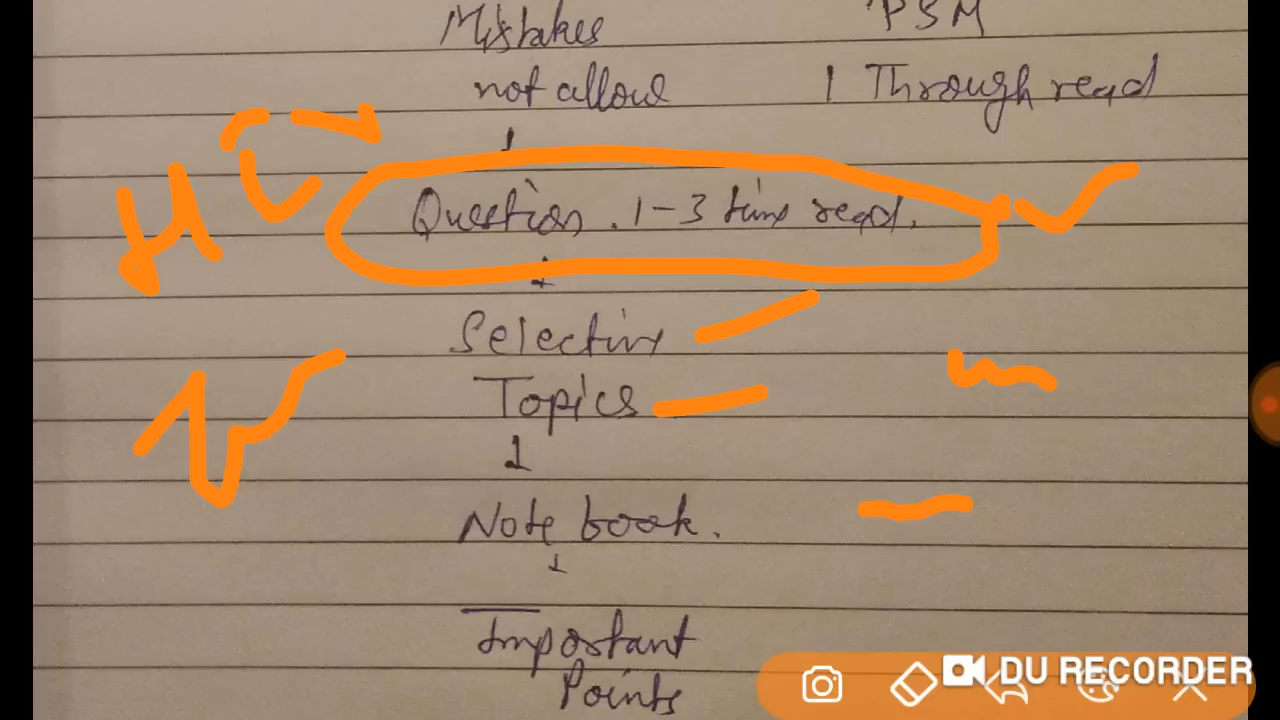 Mistakes
PSM
not allow
1 Through read
Question. 1-3 time read.
Selective
Topics
Note book.
Important
Points
DU RECORDER